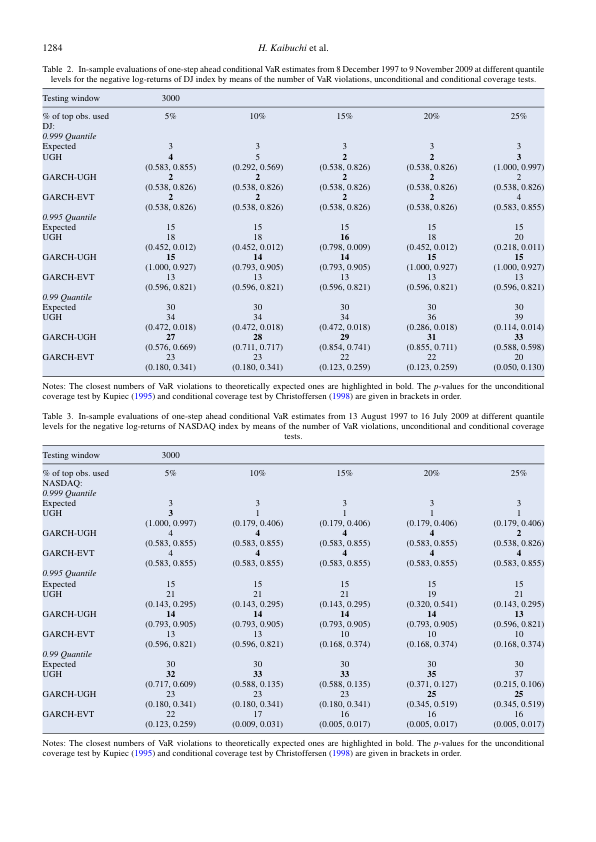 1284 H. Kaibuchi et al.
Table 2. In-sample evaluations of one-step ahead conditional VaR estimates from 8 December 1997 to 9 November 2009 at different quantile
levels for the negative log-returns of DJ index by means of the number of VaR violations, unconditional and conditional coverage tests.
Testing window 3000
% of top obs. used 5% 10% 15% 20% 25%
DJ:
0.999 Quantile
Expected 3 3 3 3 3
UGH 4 5 2 2 3
(0.583, 0.855) (0.292, 0.569) (0.538, 0.826) (0.538, 0.826) (1.000, 0.997)
GARCH-UGH 2 2 2 2 2
(0.538, 0.826) (0.538, 0.826) (0.538, 0.826) (0.538, 0.826) (0.538, 0.826)
GARCH-EVT 2 2 2 2 4
(0.538, 0.826) (0.538, 0.826) (0.538, 0.826) (0.538, 0.826) (0.583, 0.855)
0.995 Quantile
Expected 15 15 15 15 15
UGH 18 18 16 18 20
(0.452, 0.012) (0.452, 0.012) (0.798, 0.009) (0.452, 0.012) (0.218, 0.011)
GARCH-UGH 15 14 14 15 15
(1.000, 0.927) (0.793, 0.905) (0.793, 0.905) (1.000, 0.927) (1.000, 0.927)
GARCH-EVT 13 13 13 13 13
(0.596, 0.821) (0.596, 0.821) (0.596, 0.821) (0.596, 0.821) (0.596, 0.821)
0.99 Quantile
Expected 30 30 30 30 30
UGH 34 34 34 36 39
(0.472, 0.018) (0.472, 0.018) (0.472, 0.018) (0.286, 0.018) (0.114, 0.014)
GARCH-UGH 27 28 29 31 33
(0.576, 0.669) (0.711, 0.717) (0.854, 0.741) (0.855, 0.711) (0.588, 0.598)
GARCH-EVT 23 23 22 22 20
(0.180, 0.341) (0.180, 0.341) (0.123, 0.259) (0.123, 0.259) (0.050, 0.130)
Notes: The closest numbers of VaR violations to theoretically expected ones are highlighted in bold. The p-values for the unconditional
coverage test by Kupiec (1995) and conditional coverage test by Christoffersen (1998) are given in brackets in order.
Table 3. In-sample evaluations of one-step ahead conditional VaR estimates from 13 August 1997 to 16 July 2009 at different quantile
levels for the negative log-returns of NASDAQ index by means of the number of VaR violations, unconditional and conditional coverage
tests.
Testing window 3000
% of top obs. used 5% 10% 15% 20% 25%
NASDAQ:
0.999 Quantile
Expected 3 3 3 3 3
UGH 3 1 1 1 1
(1.000, 0.997) (0.179, 0.406) (0.179, 0.406) (0.179, 0.406) (0.179, 0.406)
GARCH-UGH 4 4 4 4 2
(0.583, 0.855) (0.583, 0.855) (0.583, 0.855) (0.583, 0.855) (0.538, 0.826)
GARCH-EVT 4 4 4 4 4
(0.583, 0.855) (0.583, 0.855) (0.583, 0.855) (0.583, 0.855) (0.583, 0.855)
0.995 Quantile
Expected 15 15 15 15 15
UGH 21 21 21 19 21
(0.143, 0.295) (0.143, 0.295) (0.143, 0.295) (0.320, 0.541) (0.143, 0.295)
GARCH-UGH 14 14 14 14 13
(0.793, 0.905) (0.793, 0.905) (0.793, 0.905) (0.793, 0.905) (0.596, 0.821)
GARCH-EVT 13 13 10 10 10
(0.596, 0.821) (0.596, 0.821) (0.168, 0.374) (0.168, 0.374) (0.168, 0.374)
0.99 Quantile
Expected 30 30 30 30 30
UGH 32 33 33 35 37
(0.717, 0.609) (0.588, 0.135) (0.588, 0.135) (0.371, 0.127) (0.215, 0.106)
GARCH-UGH 23 23 23 25 25
(0.180, 0.341) (0.180, 0.341) (0.180, 0.341) (0.345, 0.519) (0.345, 0.519)
GARCH-EVT 22 17 16 16 16
(0.123, 0.259) (0.009, 0.031) (0.005, 0.017) (0.005, 0.017) (0.005, 0.017)
Notes: The closest numbers of VaR violations to theoretically expected ones are highlighted in bold. The p-values for the unconditional
coverage test by Kupiec (1995) and conditional coverage test by Christoffersen (1998) are given in brackets in order.